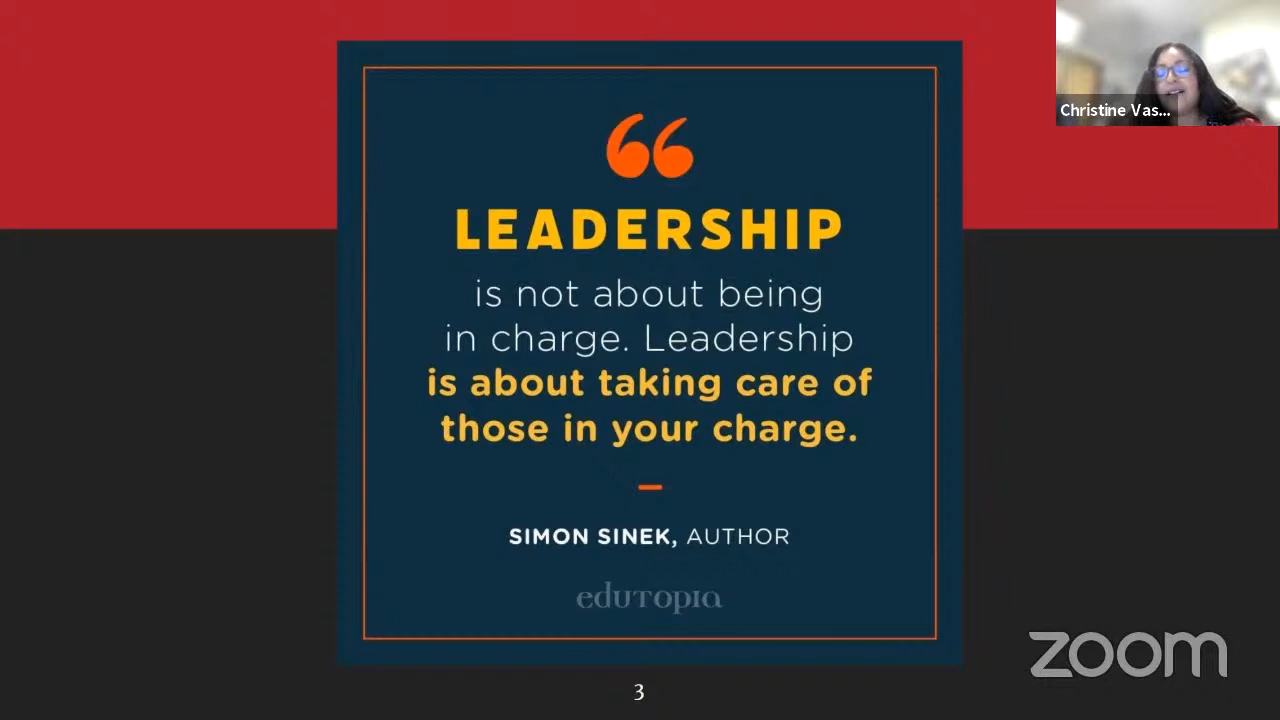 Christine Vas...
“
LEADERSHIP
is not about being
in charge. Leadership
is about taking care of
those in your charge.
SIMON SINEK, AUTHOR
edutopia
zoom
3